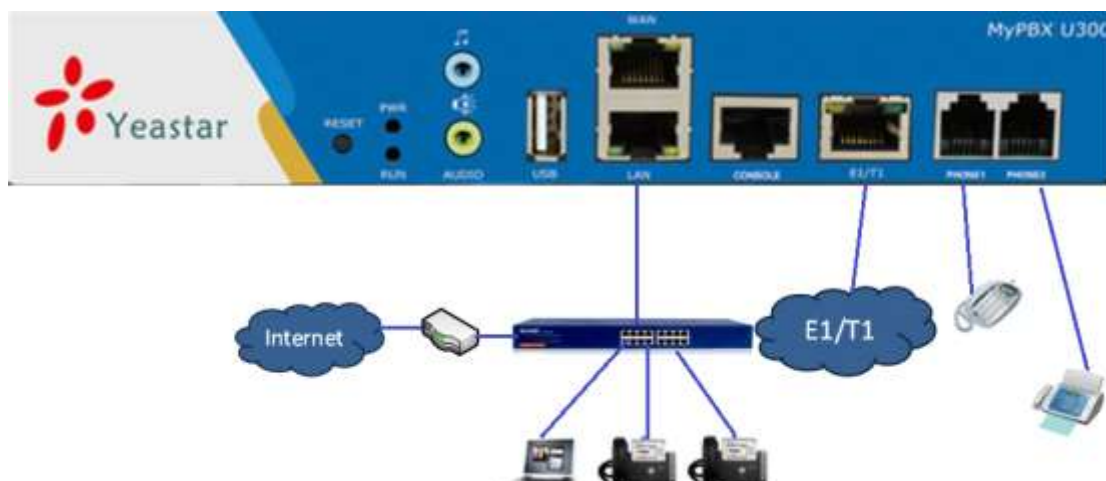 WAN
MyPBX U300
Yeastar
RESET
PWR
RUN
AUDIO
USB
LAN
CONSOLE
E1/T1
PHONE1
PHONE2
Internet
E1/T1